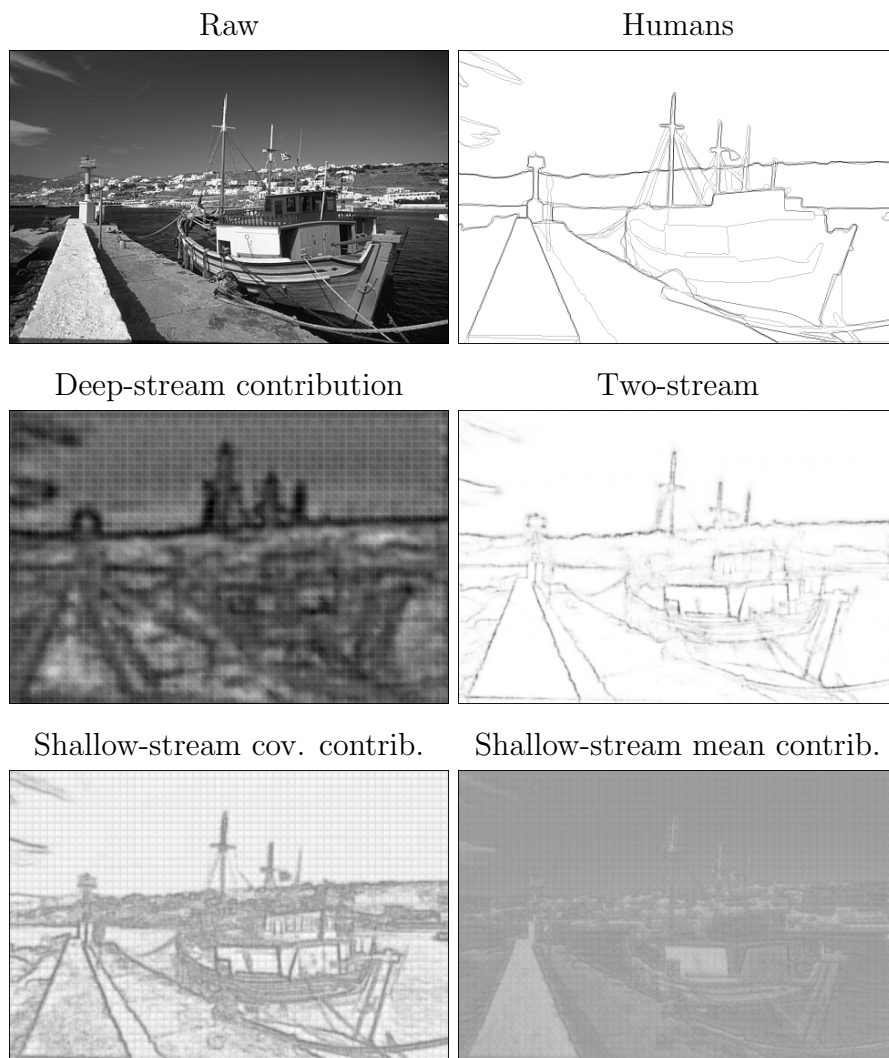 Raw
Humans
Deep-stream contribution
Two-stream
Shallow-stream cov. contrib.
Shallow-stream mean contrib.